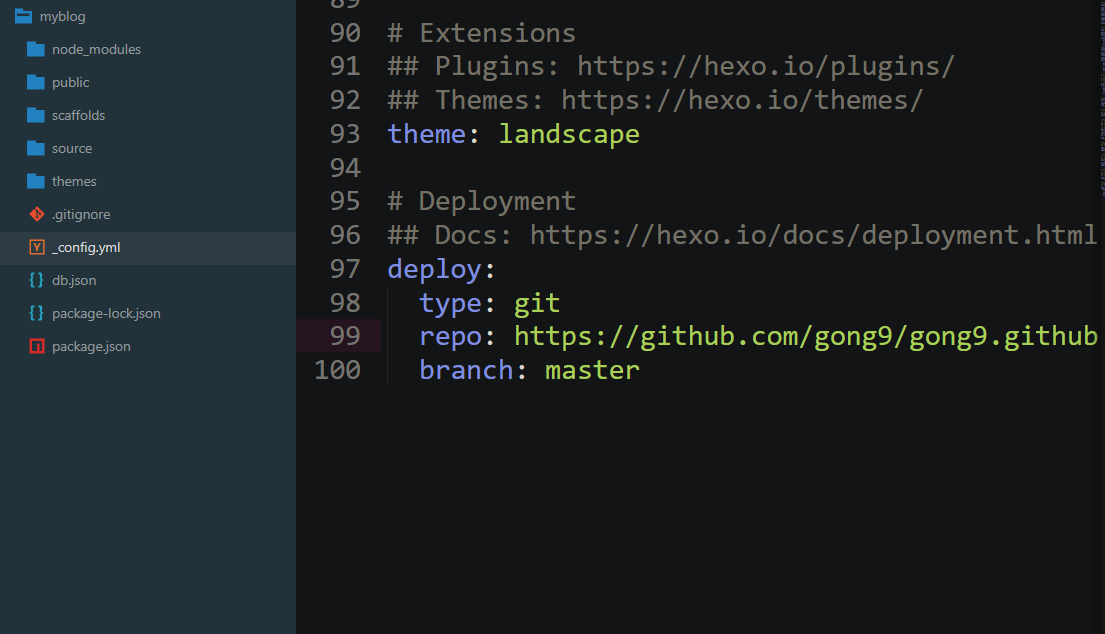 myblog
node_modules
public
scaffolds
source
themes
.gitignore
_config.yml
db.json
package-lock.json
package.json
89
90 # Extensions
91 ## Plugins: https://hexo.io/plugins/
92 ## Themes: https://hexo.io/themes/
93 theme: landscape
94
95 # Deployment
96 ## Docs: https://hexo.io/docs/deployment.html
97 deploy:
98 type: git
99 repo: https://github.com/gong9/gong9.github
100 branch: master